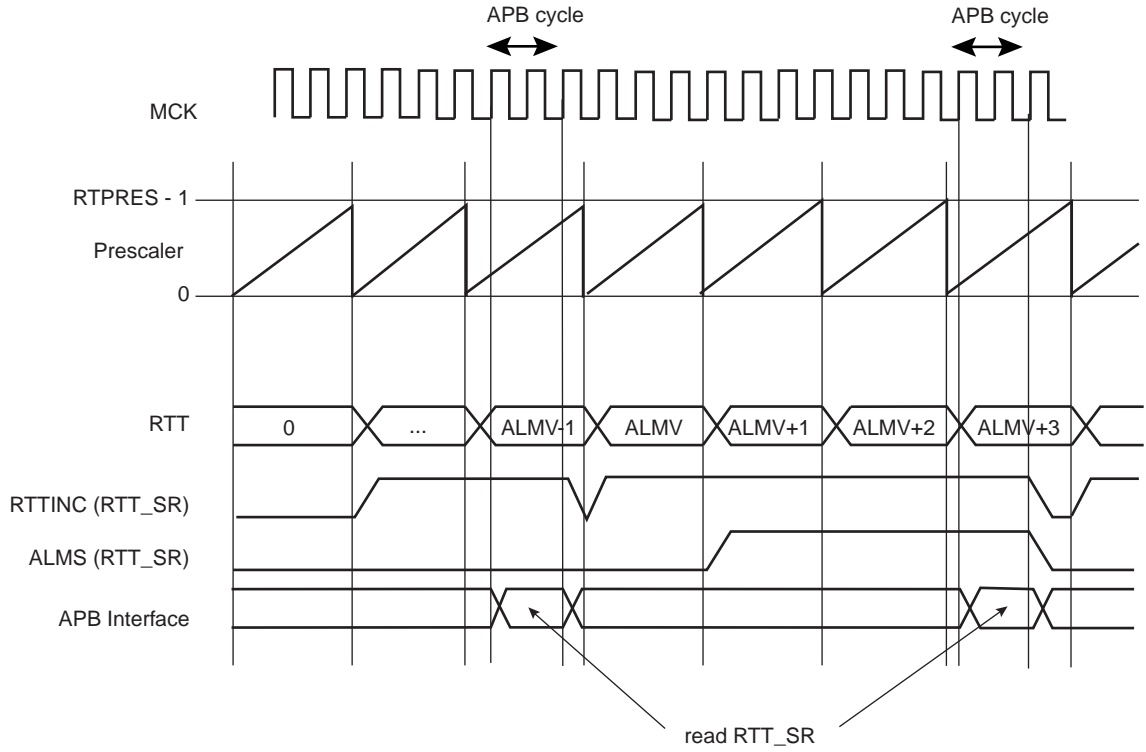 APB cycle
APB cycle
MCK
RTPRES - 1
Prescaler
0
RTT
0
...
ALMV-1
ALMV
ALMV+1
ALMV+2
ALMV+3
RTTINC (RTT_SR)
ALMS (RTT_SR)
APB Interface
read RTT_SR